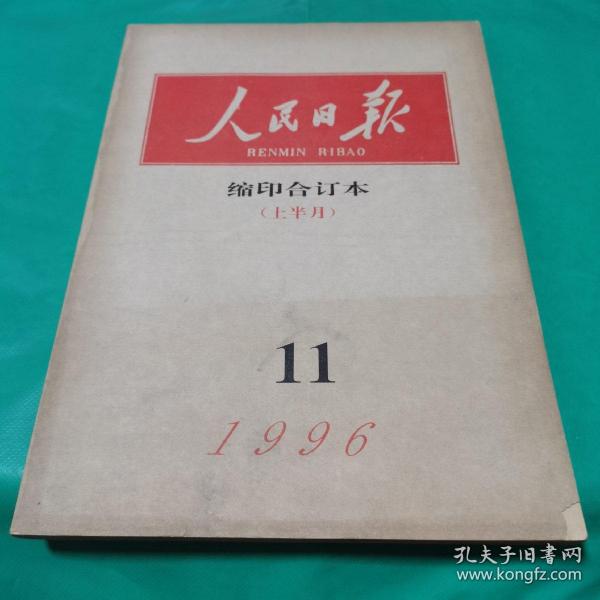 人民日报
RENMIN RIBAO
缩印合订本
（上半月）
11
1996
孔夫子旧书网
www.kongfz.com